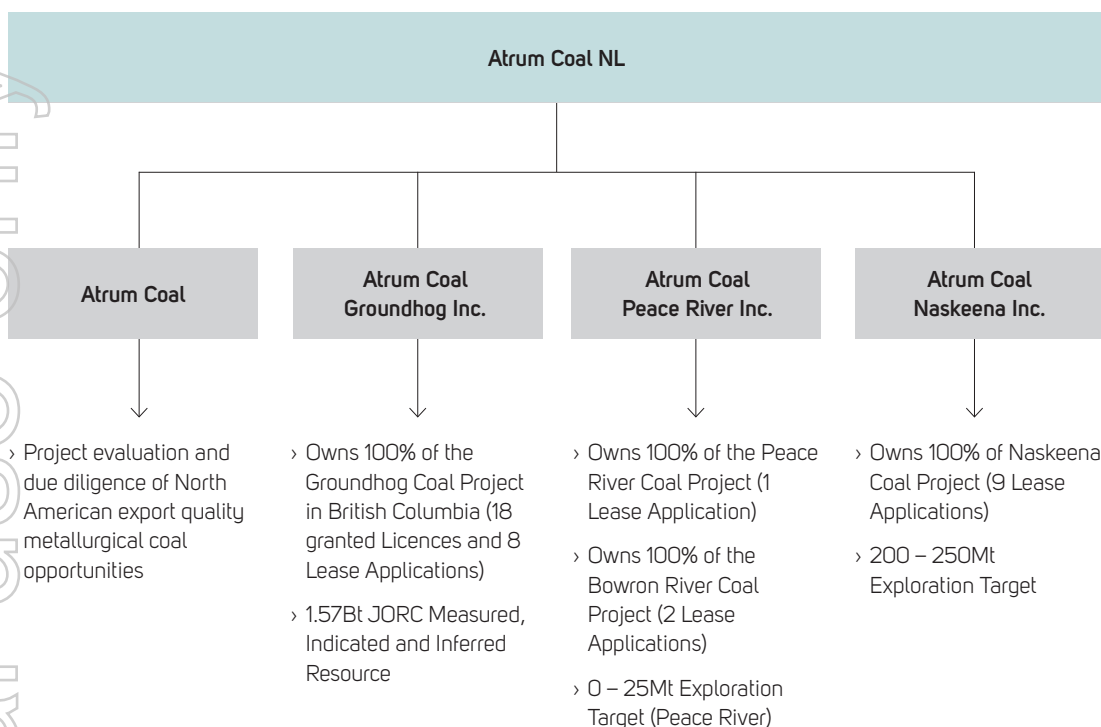 Atrum Coal NL
Atrum Coal
Atrum Coal
Groundhog Inc.
Atrum Coal
Peace River Inc.
Atrum Coal
Naskeena Inc.
› Project evaluation and
due diligence of North
American export quality
metallurgical coal
opportunities
› Owns 100% of the
Groundhog Coal Project
in British Columbia (18
granted Licences and 8
Lease Applications)
› 1.57Bt JORC Measured,
Indicated and Inferred
Resource
› Owns 100% of the Peace
River Coal Project (1
Lease Application)
› Owns 100% of the
Bowron River Coal
Project (2 Lease
Applications)
› 0 – 25Mt Exploration
Target (Peace River)
› Owns 100% of Naskeena
Coal Project (9 Lease
Applications)
› 200 – 250Mt
Exploration Target